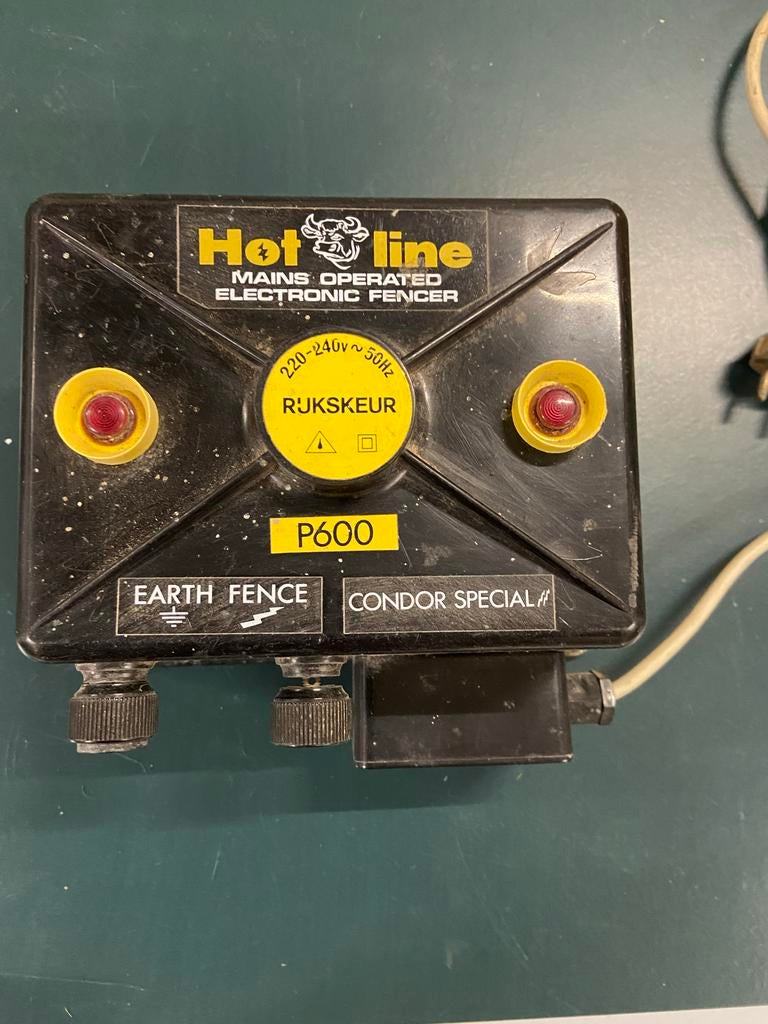 Hot line
MAINS OPERATED
ELECTRONIC FENCER
220-240v ~ 50Hz
RIJKSKEUR
P600
EARTH FENCE
CONDOR SPECIAL